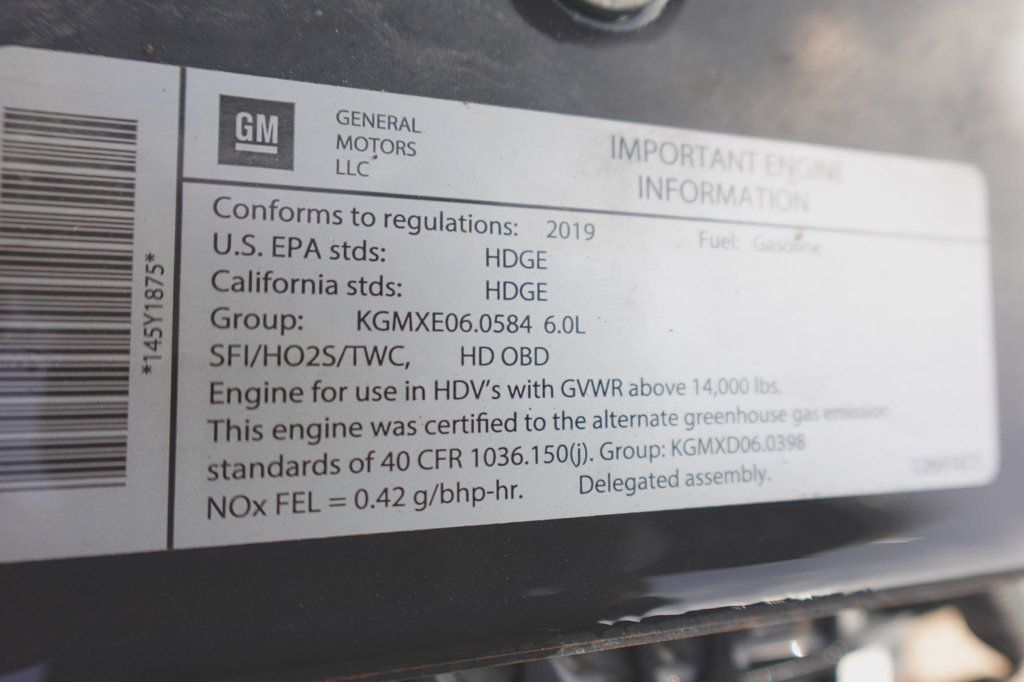 GM
GENERAL
MOTORS
LLC
IMPORTANT ENGINE
INFORMATION
Conforms to regulations: 2019
Fuel: Gasoline
U.S. EPA stds: HDGE
California stds: HDGE
Group: KGMXE06.0584 6.0L
SFI/HO2S/TWC, HD OBD
Engine for use in HDV's with GVWR above 14,000 lbs.
This engine was certified to the alternate greenhouse gas emission
standards of 40 CFR 1036.150(j). Group: KGMXD06.0398
NOx FEL = 0.42 g/bhp-hr. Delegated assembly.
*145Y1875*